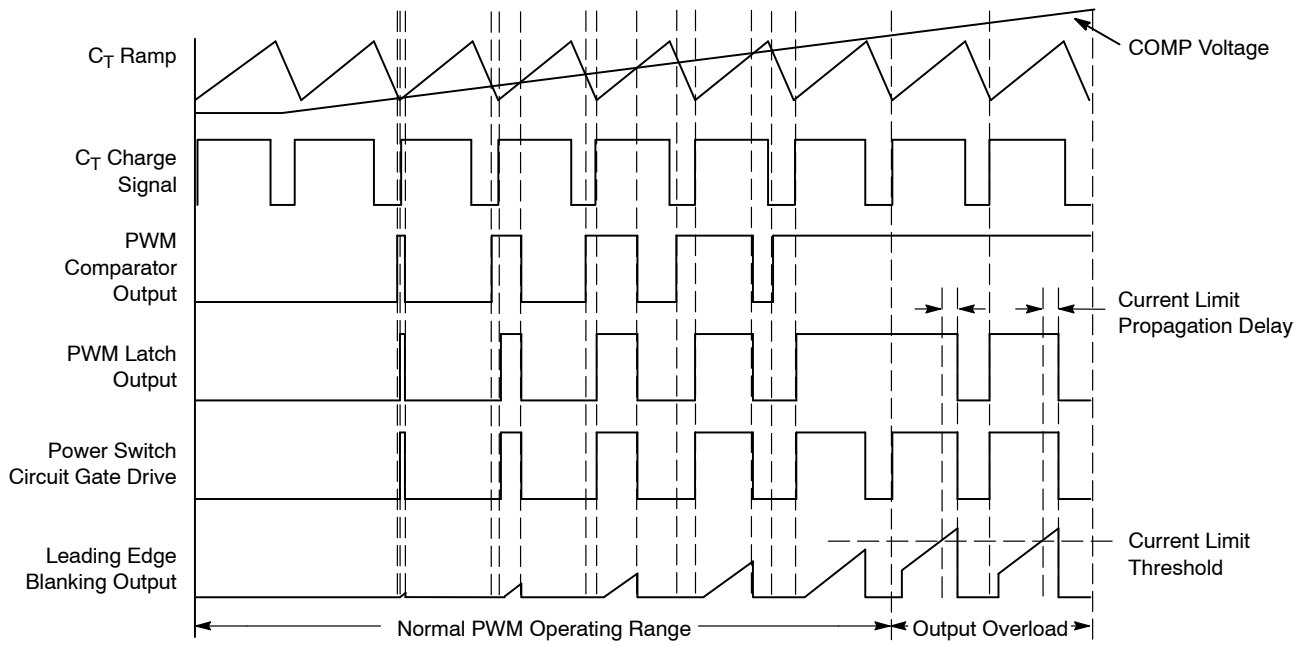 C_T Ramp
COMP Voltage
C_T Charge
Signal
PWM
Comparator
Output
Current Limit
Propagation Delay
PWM Latch
Output
Power Switch
Circuit Gate Drive
Leading Edge
Blanking Output
Current Limit
Threshold
Normal PWM Operating Range
Output Overload